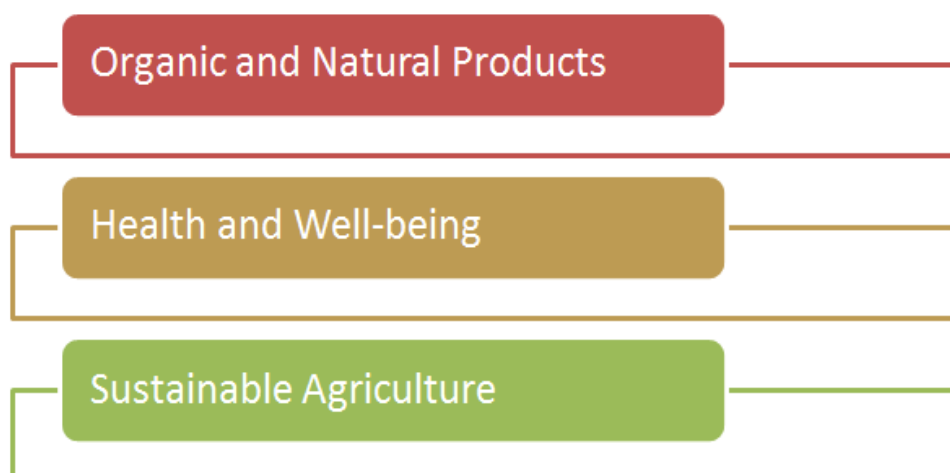 Organic and Natural Products
Health and Well-being
Sustainable Agriculture